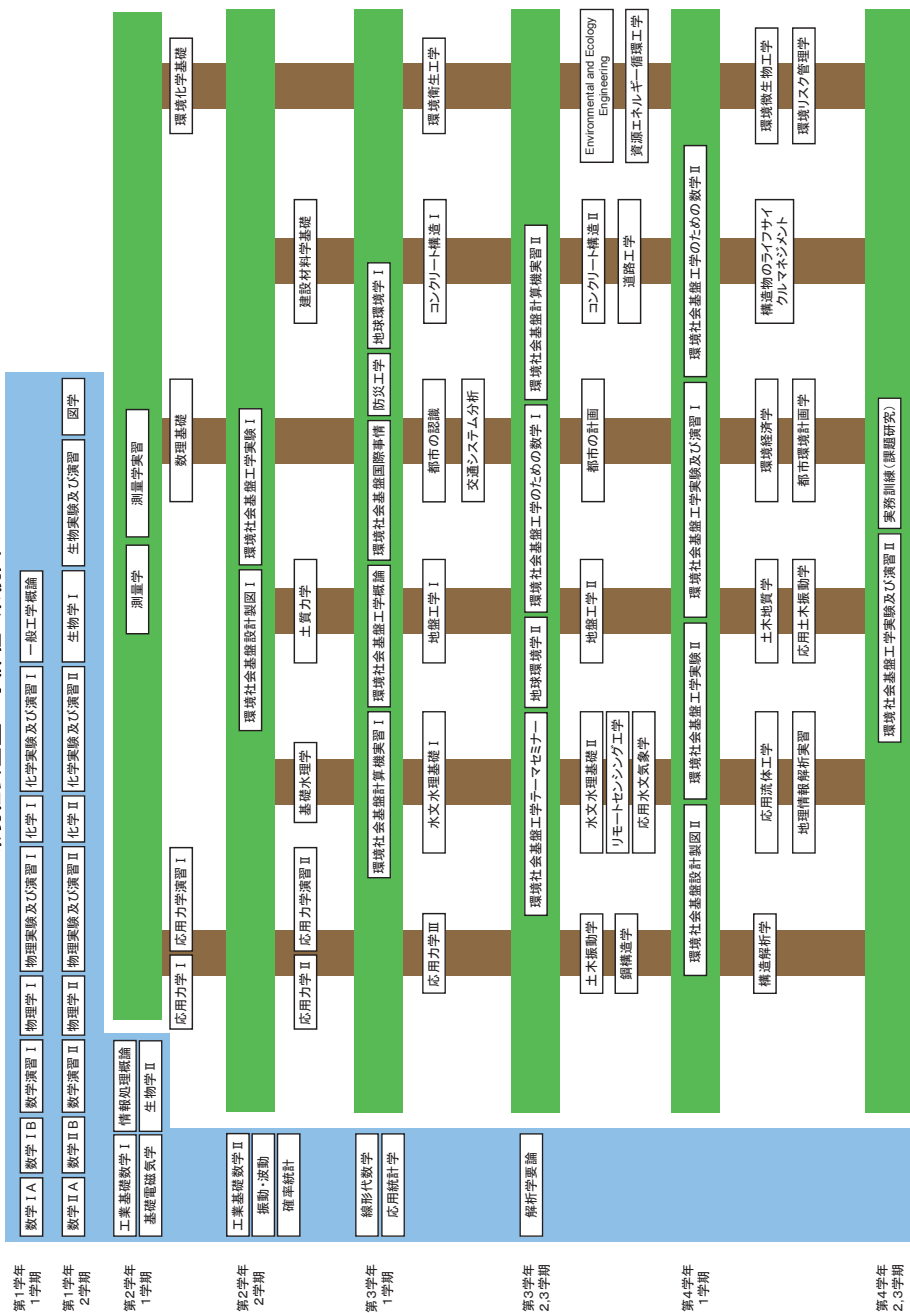 第1学年
1学期
数学ⅠA
数学ⅠB
数学演習Ⅰ
物理学Ⅰ
物理実験及び演習Ⅰ
化学Ⅰ
化学実験及び演習Ⅰ
一般工学概論
第1学年
2学期
数学ⅡA
数学ⅡB
数学演習Ⅱ
物理学Ⅱ
物理実験及び演習Ⅱ
化学Ⅱ
化学実験及び演習Ⅱ
生物学Ⅰ
生物実験及び演習
図学
第2学年
1学期
工業基礎数学Ⅰ
情報処理概論
基礎電磁気学
生物学Ⅱ
測量学
測量学実習
応用力学Ⅰ
応用力学演習Ⅰ
数理基礎
環境化学基礎
第2学年
2学期
工業基礎数学Ⅱ
振動・波動
確率統計
環境社会基盤設計製図Ⅰ
環境社会基盤工学実験Ⅰ
応用力学Ⅱ
応用力学演習Ⅱ
基礎水理学
土質力学
建設材料学基礎
第3学年
1学期
線形代数学
応用統計学
環境社会基盤計算機実習Ⅰ
環境社会基盤工学概論
環境社会基盤国際事情
防災工学
地球環境学Ⅰ
応用力学Ⅲ
水文水理基礎Ⅰ
地盤工学Ⅰ
都市の認識
交通システム分析
コンクリート構造Ⅰ
環境衛生工学
第3学年
2,3学期
解析学要論
環境社会基盤工学テーマセミナー
地球環境学Ⅱ
環境社会基盤工学のための数学Ⅰ
環境社会基盤計算機実習Ⅱ
土木振動学
鋼構造学
水文水理基礎Ⅱ
リモートセンシング工学
応用水文気象学
地盤工学Ⅱ
都市の計画
コンクリート構造Ⅱ
道路工学
Environmental and Ecology
Engineering
資源エネルギー循環工学
第4学年
1学期
環境社会基盤設計製図Ⅱ
環境社会基盤工学実験Ⅱ
環境社会基盤工学実験及び演習Ⅰ
環境社会基盤工学のための数学Ⅱ
構造解析学
応用流体工学
地理情報解析実習
土木地質学
応用土木振動学
環境経済学
都市環境計画学
構造物のライフサイ
クルマネジメント
環境微生物工学
環境リスク管理学
第4学年
2,3学期
環境社会基盤工学実験及び演習Ⅱ
実務訓練(課題研究)